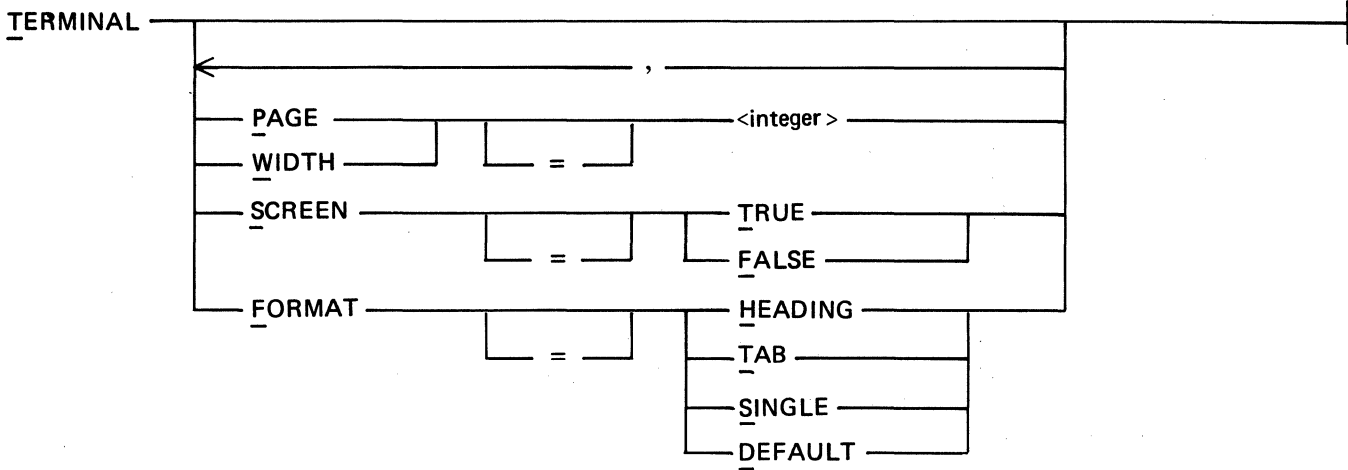 TERMINAL
,
PAGE <integer>
WIDTH =
SCREEN TRUE
= FALSE
FORMAT HEADING
= TAB
SINGLE
DEFAULT